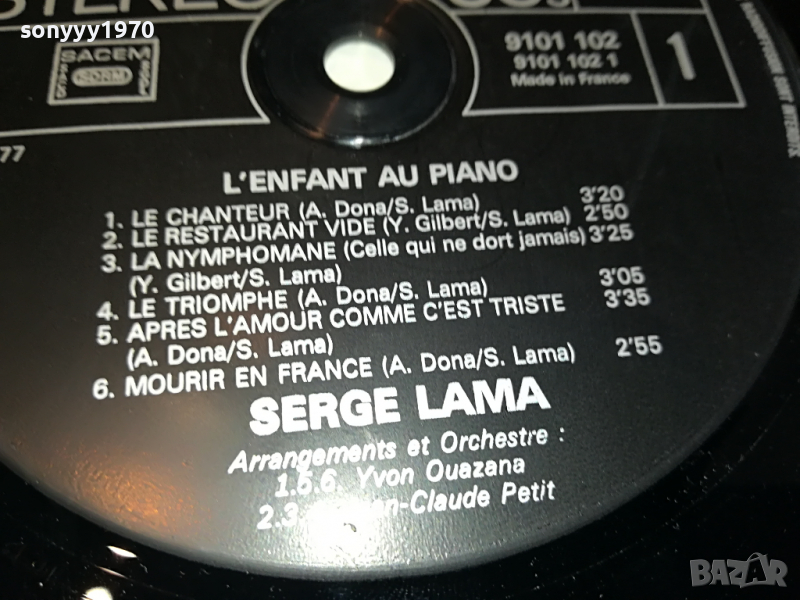 sonyyy1970
STEREO
SACEM
SDRM
9101 102
9101 102 1
Made in France
1
77
L'ENFANT AU PIANO
1. LE CHANTEUR (A. Dona/S. Lama) 3'20
2. LE RESTAURANT VIDE (Y. Gilbert/S. Lama) 2'50
3. LA NYMPHOMANE (Celle qui ne dort jamais) 3'25
(Y. Gilbert/S. Lama)
4. LE TRIOMPHE (A. Dona/S. Lama) 3'05
5. APRES L'AMOUR COMME C'EST TRISTE 3'35
(A. Dona/S. Lama)
6. MOURIR EN FRANCE (A. Dona/S. Lama) 2'55
SERGE LAMA
Arrangements et Orchestre :
1.5.6. Yvon Ouazana
2.3. -Claude Petit
BAZAR